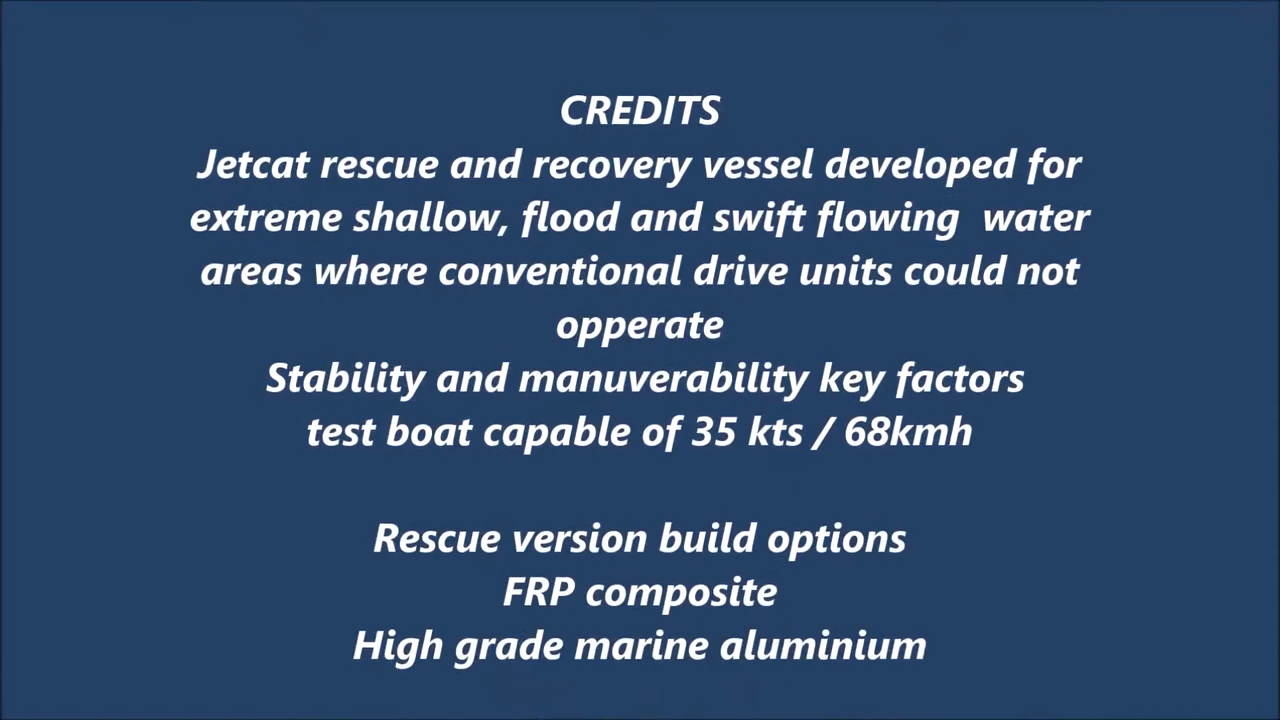 CREDITS
Jetcat rescue and recovery vessel developed for
extreme shallow, flood and swift flowing  water
areas where conventional drive units could not
opperate
Stability and manuverability key factors
test boat capable of 35 kts / 68kmh
Rescue version build options
FRP composite
High grade marine aluminium